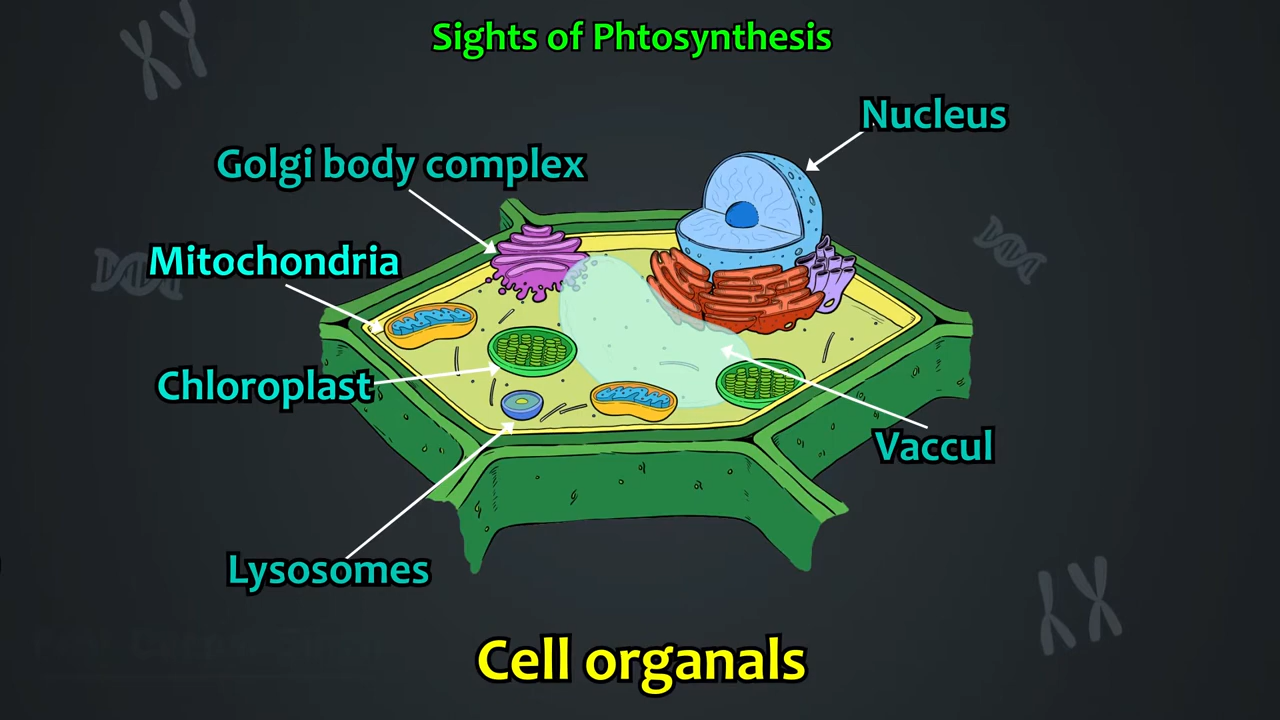 Sights of Phtosynthesis
Nucleus
Golgi body complex
Mitochondria
Chloroplast
Vaccul
Lysosomes
Cell organals